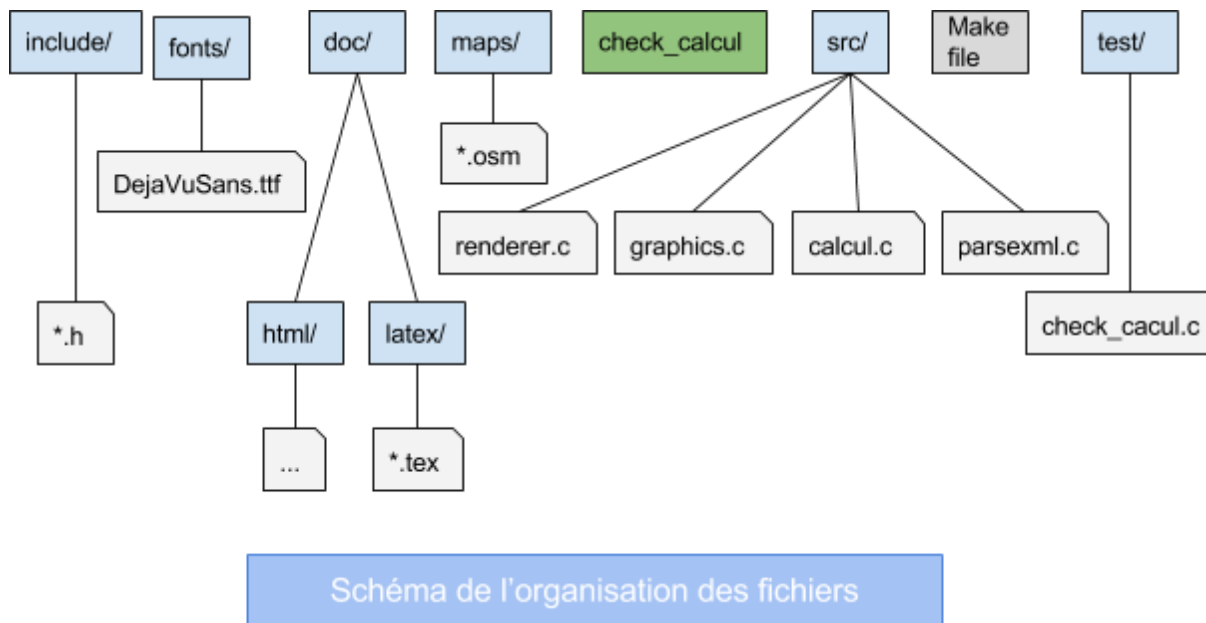 include/
fonts/
doc/
maps/
check_calcul
src/
Make
file
test/
*.osm
DejaVuSans.ttf
renderer.c
graphics.c
calcul.c
parsexml.c
*.h
html/
latex/
check_cacul.c
...
*.tex
Schéma de l'organisation des fichiers